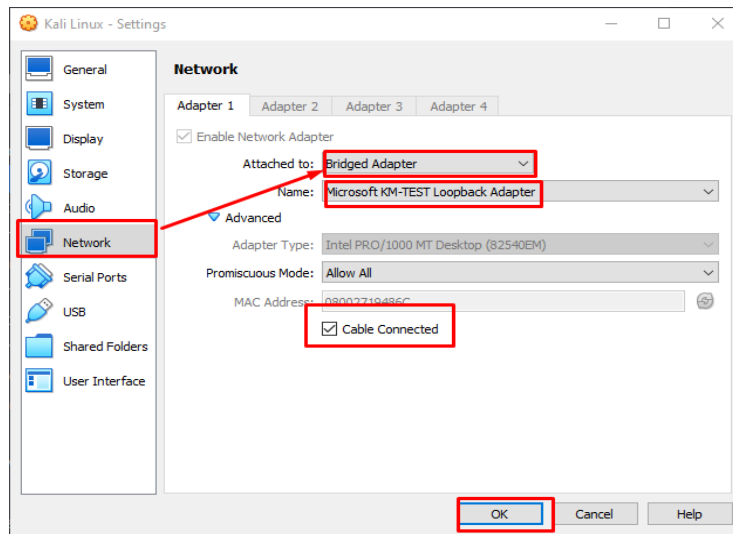 Kali Linux - Settings
General
System
Display
Storage
Audio
Network
Serial Ports
USB
Shared Folders
User Interface
Network
Adapter 1 Adapter 2 Adapter 3 Adapter 4
Enable Network Adapter
Attached to: Bridged Adapter
Name: Microsoft KM-TEST Loopback Adapter
Advanced
Adapter Type: Intel PRO/1000 MT Desktop (82540EM)
Promiscuous Mode: Allow All
MAC Address: 08002719486C
Cable Connected
OK Cancel Help